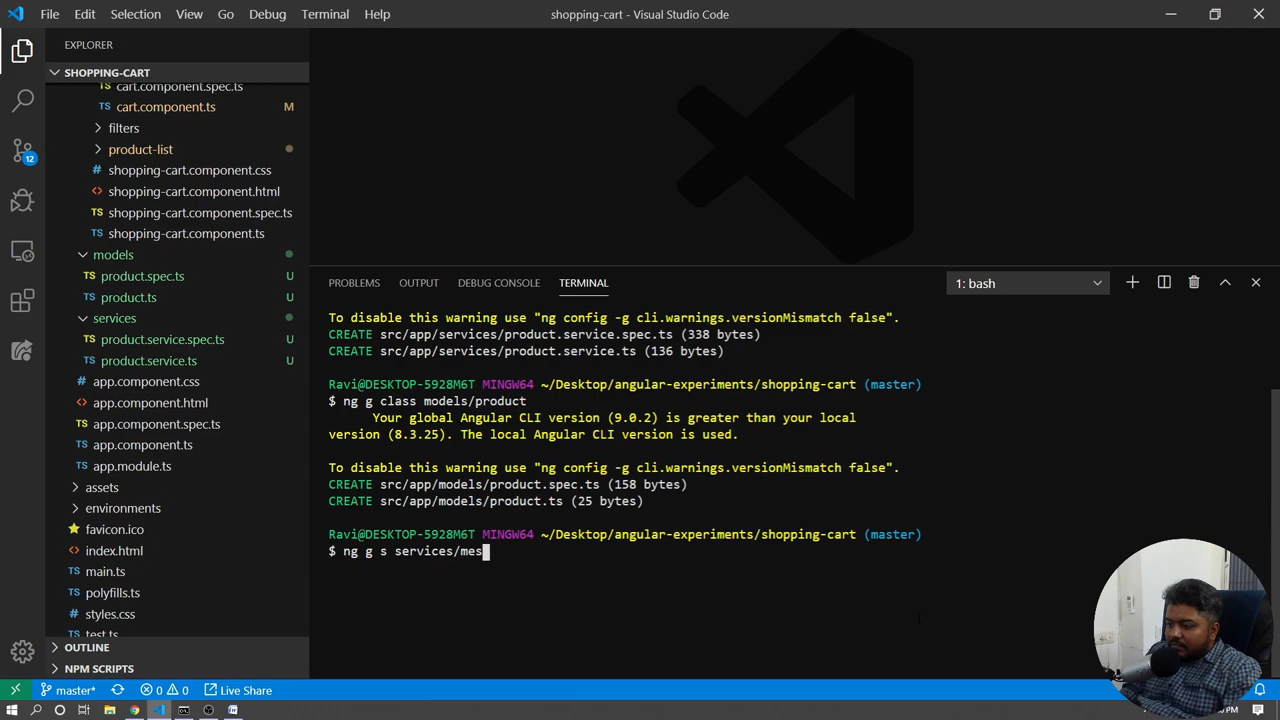 File Edit Selection View Go Debug Terminal Help
shopping-cart - Visual Studio Code
EXPLORER
SHOPPING-CART
cart.component.spec.ts
cart.component.ts M
filters
product-list
shopping-cart.component.css
shopping-cart.component.html
shopping-cart.component.spec.ts
shopping-cart.component.ts
models
product.spec.ts U
product.ts U
services
product.service.spec.ts U
product.service.ts U
app.component.css
app.component.html
app.component.spec.ts
app.component.ts
app.module.ts
assets
environments
favicon.ico
index.html
main.ts
polyfills.ts
styles.css
test.ts
OUTLINE
NPM SCRIPTS
12
PROBLEMS OUTPUT DEBUG CONSOLE TERMINAL
1: bash
To disable this warning use "ng config -g cli.warnings.versionMismatch false".
CREATE src/app/services/product.service.spec.ts (338 bytes)
CREATE src/app/services/product.service.ts (136 bytes)
Ravi@DESKTOP-5928M6T MINGW64 ~/Desktop/angular-experiments/shopping-cart (master)
$ ng g class models/product
Your global Angular CLI version (9.0.2) is greater than your local
version (8.3.25). The local Angular CLI version is used.
To disable this warning use "ng config -g cli.warnings.versionMismatch false".
CREATE src/app/models/product.spec.ts (158 bytes)
CREATE src/app/models/product.ts (25 bytes)
Ravi@DESKTOP-5928M6T MINGW64 ~/Desktop/angular-experiments/shopping-cart (master)
$ ng g s services/mes
master* 0 0 Live Share